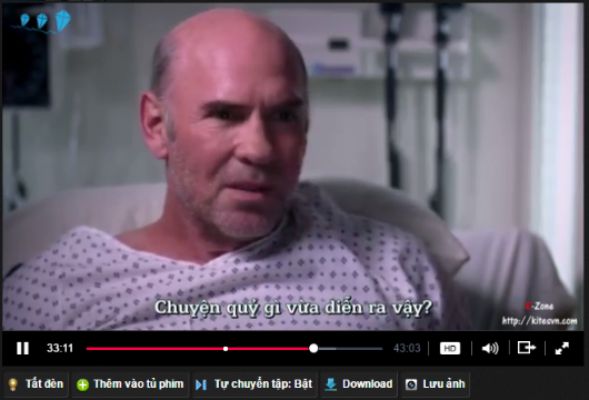 Chuyện quỷ gì vừa diễn ra vậy?
K-Zone
http://kitesvn.com
33:11
43:03
HD
Tắt đèn
Thêm vào tủ phim
Tự chuyển tập: Bật
Download
Lưu ảnh